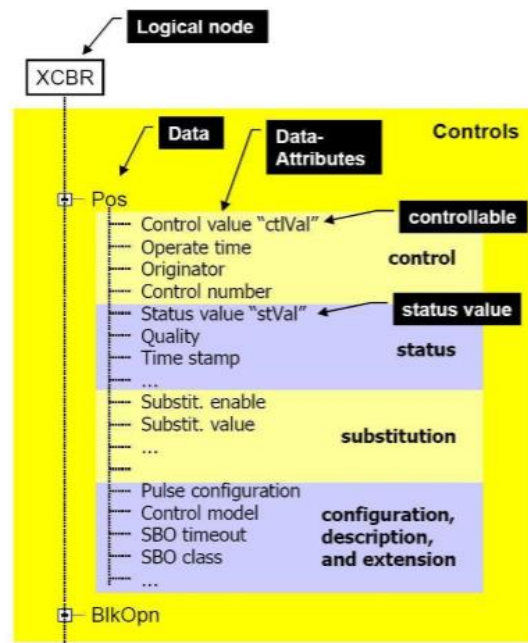 Logical node
XCBR
Data
Data-
Attributes
Controls
Pos
Control value "ctlVal"
controllable
Operate time
control
Originator
Control number
Status value "stVal"
status value
Quality
status
Time stamp
...
Substit. enable
Substit. value
substitution
...
Pulse configuration
Control model
configuration,
SBO timeout
description,
SBO class
and extension
...
BlkOpn